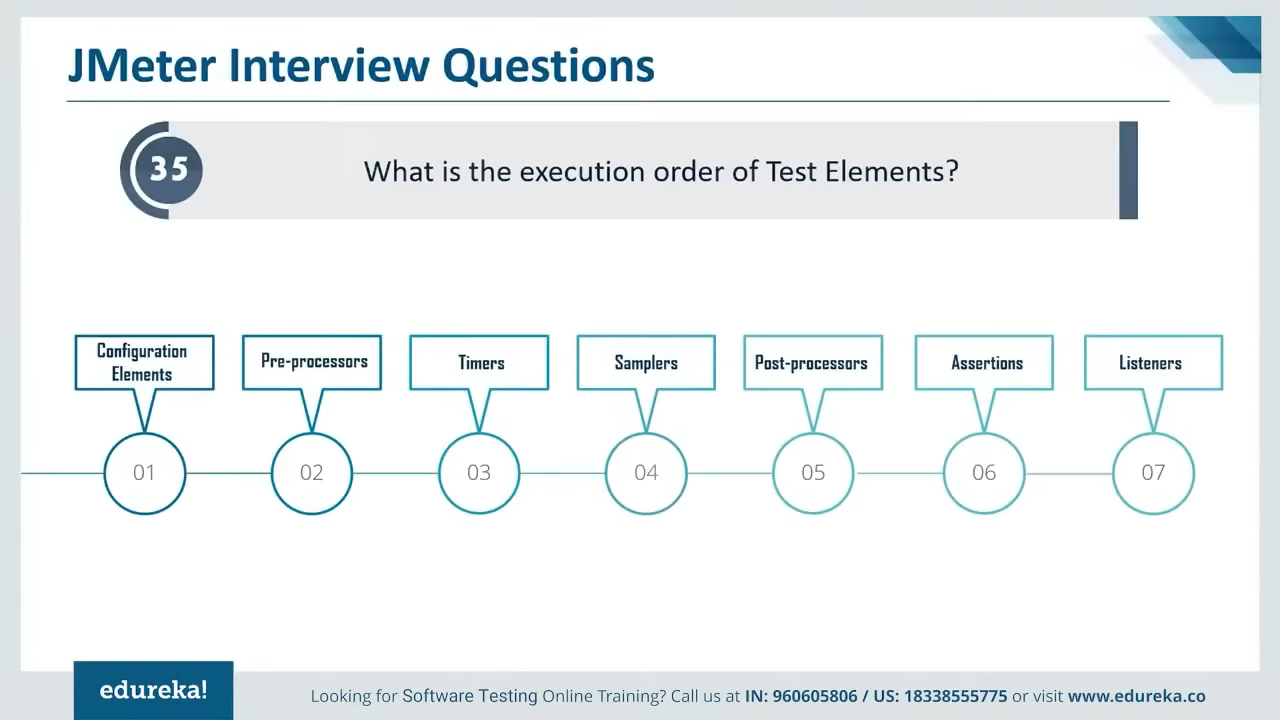 JMeter Interview Questions
35
What is the execution order of Test Elements?
Configuration
Elements
Pre-processors
Timers
Samplers
Post-processors
Assertions
Listeners
01
02
03
04
05
06
07
edureka!
Looking for Software Testing Online Training? Call us at IN: 960605806 / US: 18338555775 or visit www.edureka.co